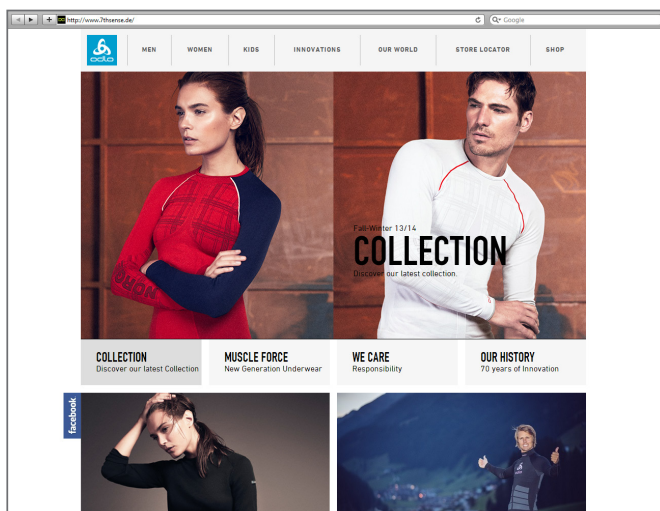 http://www.7thsense.de/
Google
odlo
MEN
WOMEN
KIDS
INNOVATIONS
OUR WORLD
STORE LOCATOR
SHOP
Fall-Winter 13/14
COLLECTION
Discover our latest collection.
COLLECTION
Discover our latest Collection
MUSCLE FORCE
New Generation Underwear
WE CARE
Responsibility
OUR HISTORY
70 years of Innovation
facebook